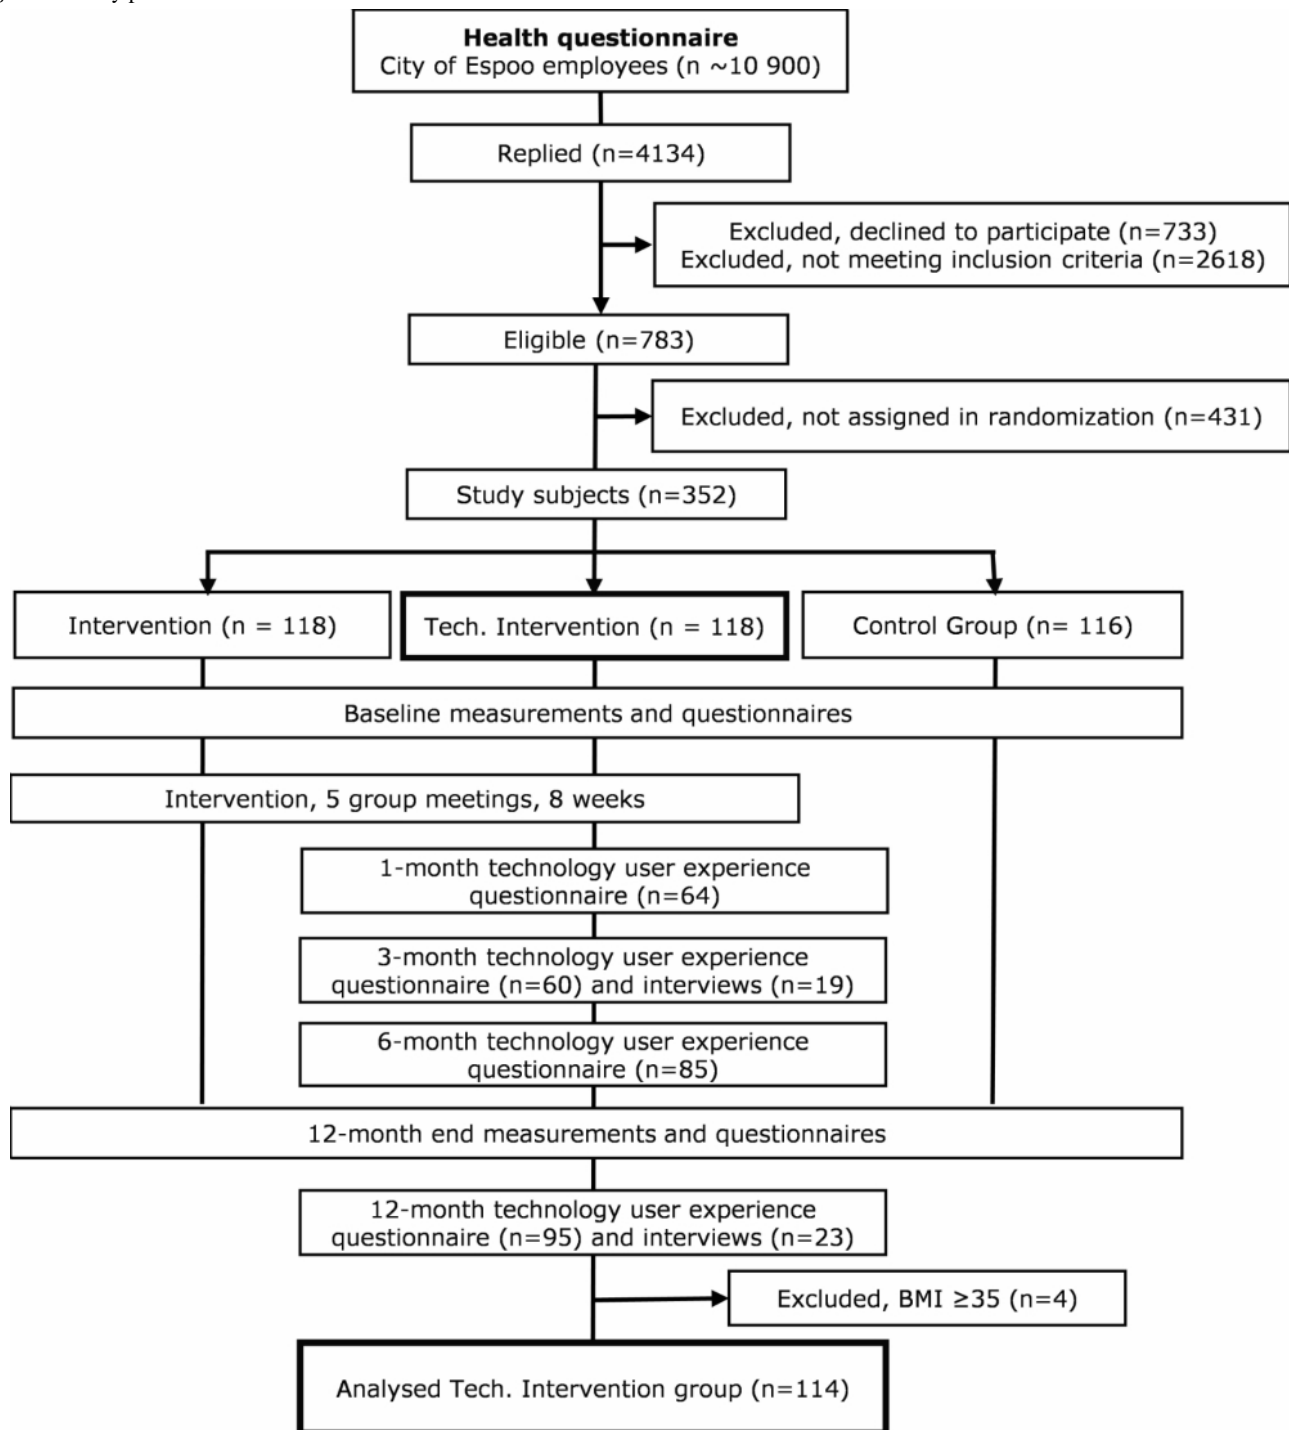 Health questionnaire
City of Espoo employees (n ~10 900)
Replied (n=4134)
Excluded, declined to participate (n=733)
Excluded, not meeting inclusion criteria (n=2618)
Eligible (n=783)
Excluded, not assigned in randomization (n=431)
Study subjects (n=352)
Intervention (n = 118)
Tech. Intervention (n = 118)
Control Group (n= 116)
Baseline measurements and questionnaires
Intervention, 5 group meetings, 8 weeks
1-month technology user experience
questionnaire (n=64)
3-month technology user experience
questionnaire (n=60) and interviews (n=19)
6-month technology user experience
questionnaire (n=85)
12-month end measurements and questionnaires
12-month technology user experience
questionnaire (n=95) and interviews (n=23)
Excluded, BMI ≥35 (n=4)
Analysed Tech. Intervention group (n=114)